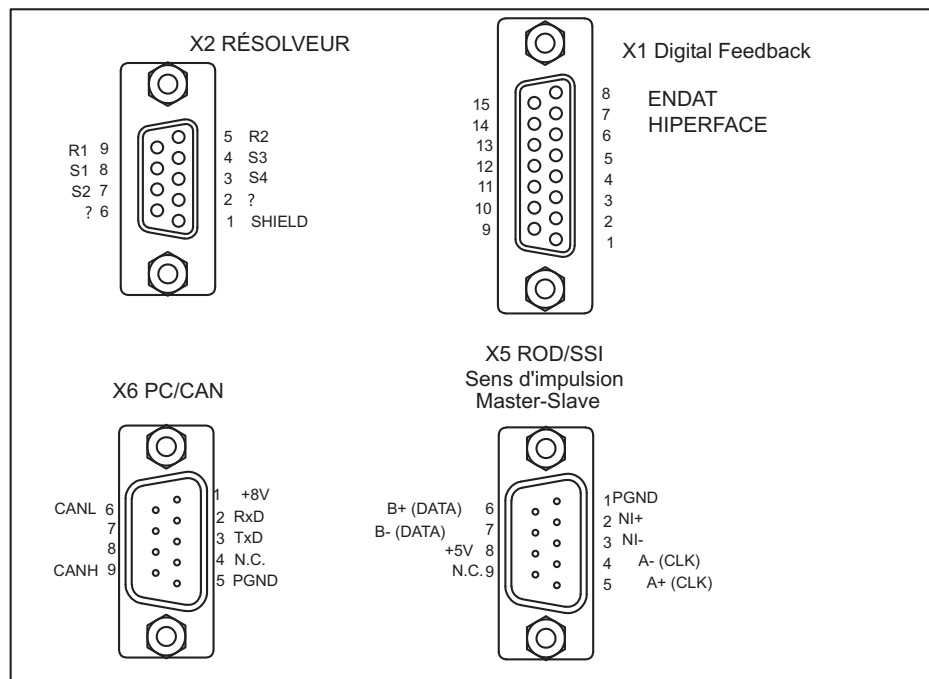 X2 RÉSOLVEUR
R1 9
S1 8
S2 7
? 6
5 R2
4 S3
3 S4
2 ?
1 SHIELD
X1 Digital Feedback
ENDAT
HIPERFACE
15
14
13
12
11
10
9
8
7
6
5
4
3
2
1
X6 PC/CAN
CANL 6
7
8
CANH 9
1 +8V
2 RxD
3 TxD
4 N.C.
5 PGND
X5 ROD/SSI
Sens d'impulsion
Master-Slave
B+ (DATA) 6
B- (DATA) 7
+5V 8
N.C. 9
1 PGND
2 NI+
3 NI-
4 A- (CLK)
5 A+ (CLK)